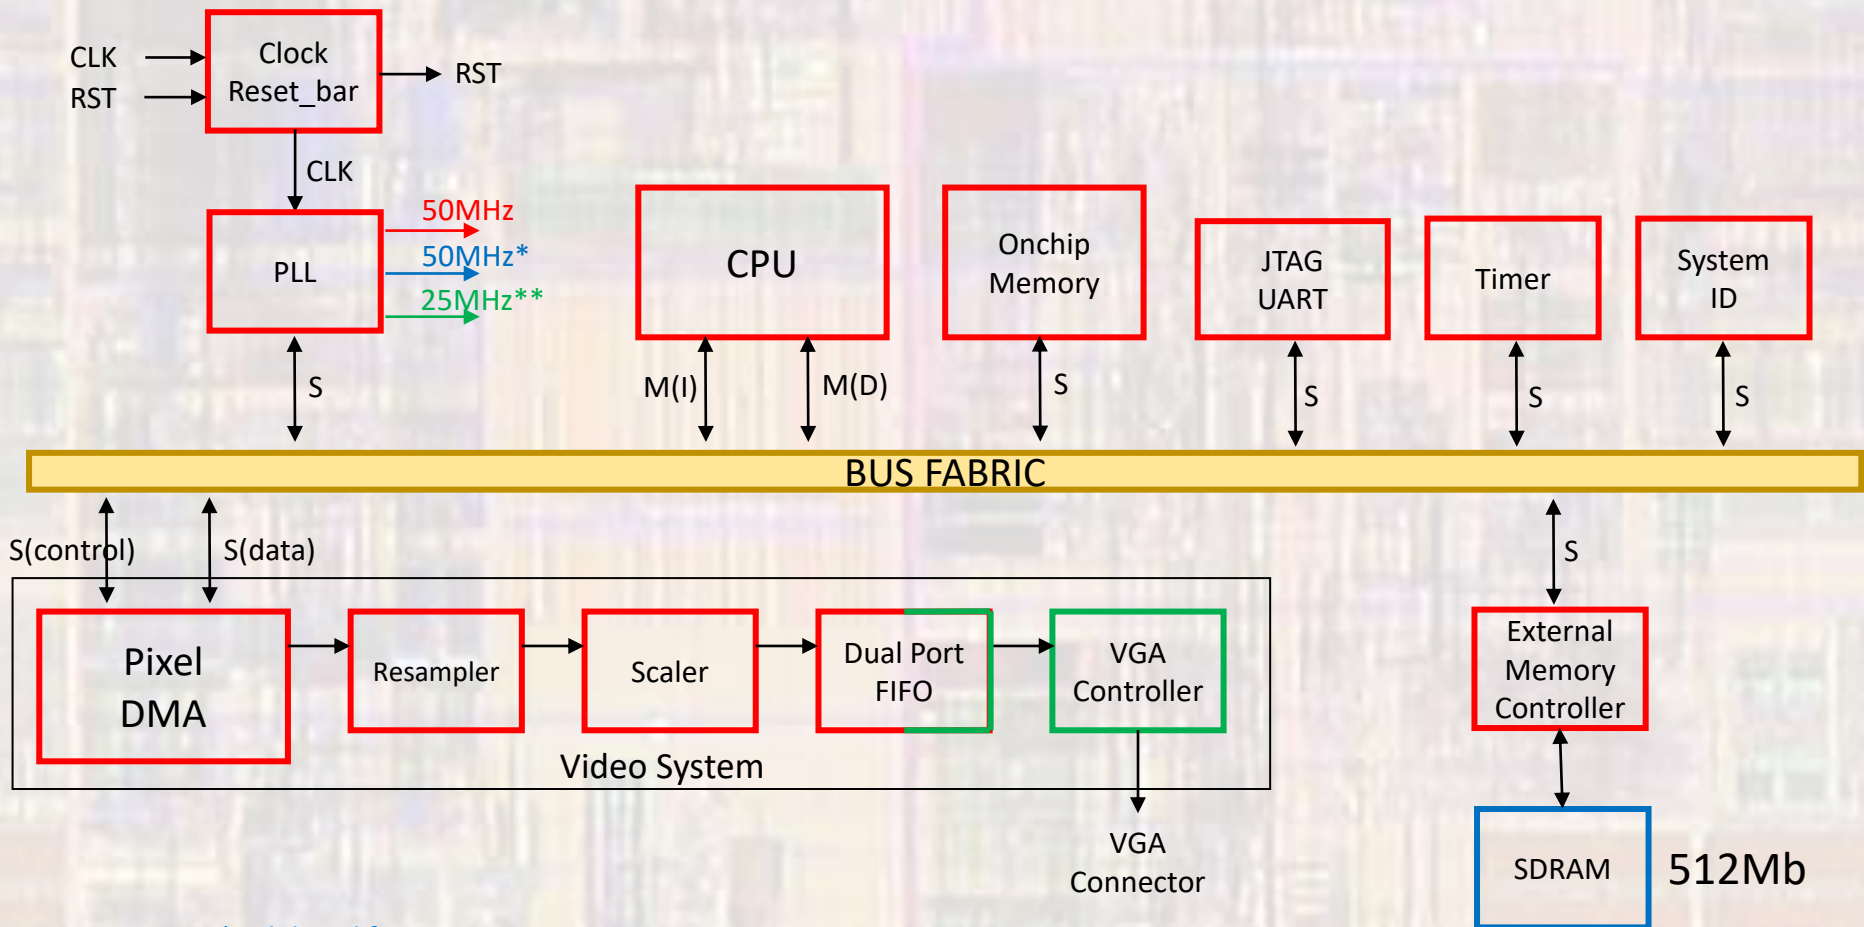 CLK
RST
Clock
Reset_bar
RST
CLK
PLL
50MHz
50MHz*
25MHz**
S
CPU
M(I)
M(D)
Onchip
Memory
S
JTAG
UART
S
Timer
S
System
ID
S
BUS FABRIC
S(control)
S(data)
S
Pixel
DMA
Resampler
Scaler
Dual Port
FIFO
VGA
Controller
Video System
VGA
Connector
External
Memory
Controller
SDRAM
512Mb